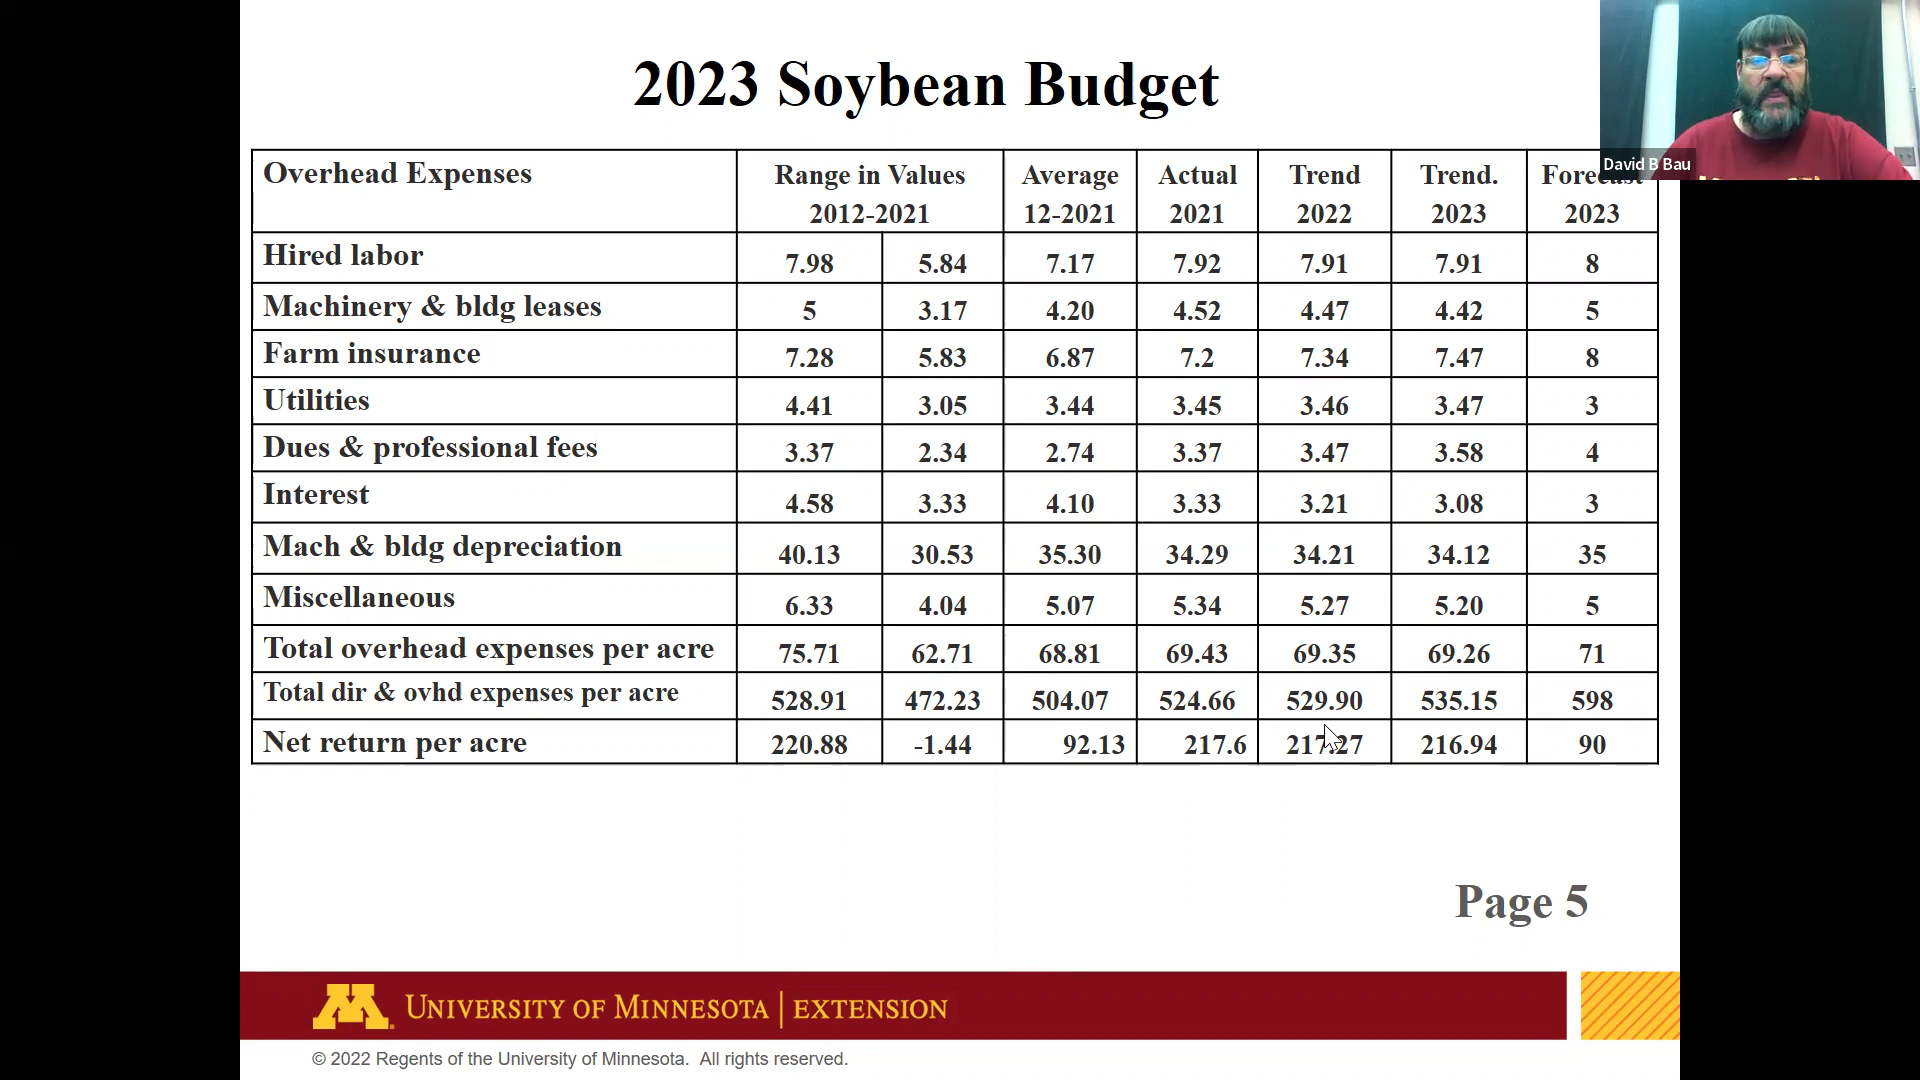 2023 Soybean Budget
David B Bau
Overhead Expenses Range in Values Average Actual Trend Trend. Forecast
2012-2021 12-2021 2021 2022 2023 2023
Hired labor 7.98 5.84 7.17 7.92 7.91 7.91 8
Machinery & bldg leases 5 3.17 4.20 4.52 4.47 4.42 5
Farm insurance 7.28 5.83 6.87 7.2 7.34 7.47 8
Utilities 4.41 3.05 3.44 3.45 3.46 3.47 3
Dues & professional fees 3.37 2.34 2.74 3.37 3.47 3.58 4
Interest 4.58 3.33 4.10 3.33 3.21 3.08 3
Mach & bldg depreciation 40.13 30.53 35.30 34.29 34.21 34.12 35
Miscellaneous 6.33 4.04 5.07 5.34 5.27 5.20 5
Total overhead expenses per acre 75.71 62.71 68.81 69.43 69.35 69.26 71
Total dir & ovhd expenses per acre 528.91 472.23 504.07 524.66 529.90 535.15 598
Net return per acre 220.88 -1.44 92.13 217.6 217.27 216.94 90
Page 5
M UNIVERSITY OF MINNESOTA | EXTENSION
© 2022 Regents of the University of Minnesota. All rights reserved.